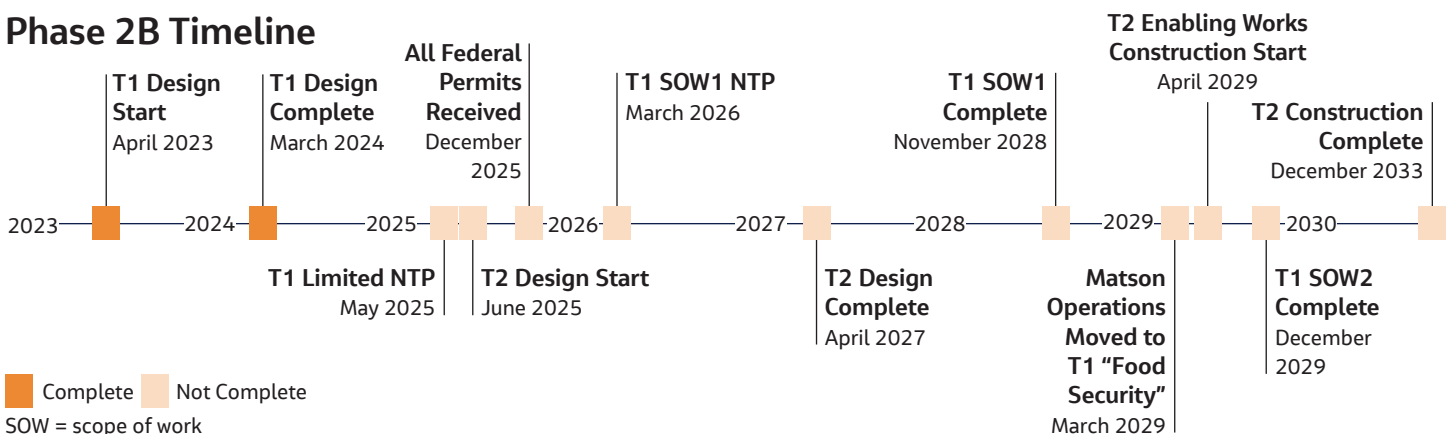 Phase 2B Timeline
T1 Design
Start
April 2023
T1 Design
Complete
March 2024
All Federal
Permits
Received
December
2025
T1 SOW1 NTP
March 2026
T1 SOW1
Complete
November 2028
T2 Enabling Works
Construction Start
April 2029
T2 Construction
Complete
December 2033
2023
2024
2025
2026
2027
2028
2029
2030
T1 Limited NTP
May 2025
T2 Design Start
June 2025
T2 Design
Complete
April 2027
Matson
Operations
Moved to
T1 “Food
Security”
March 2029
T1 SOW2
Complete
December
2029
Complete
Not Complete
SOW = scope of work